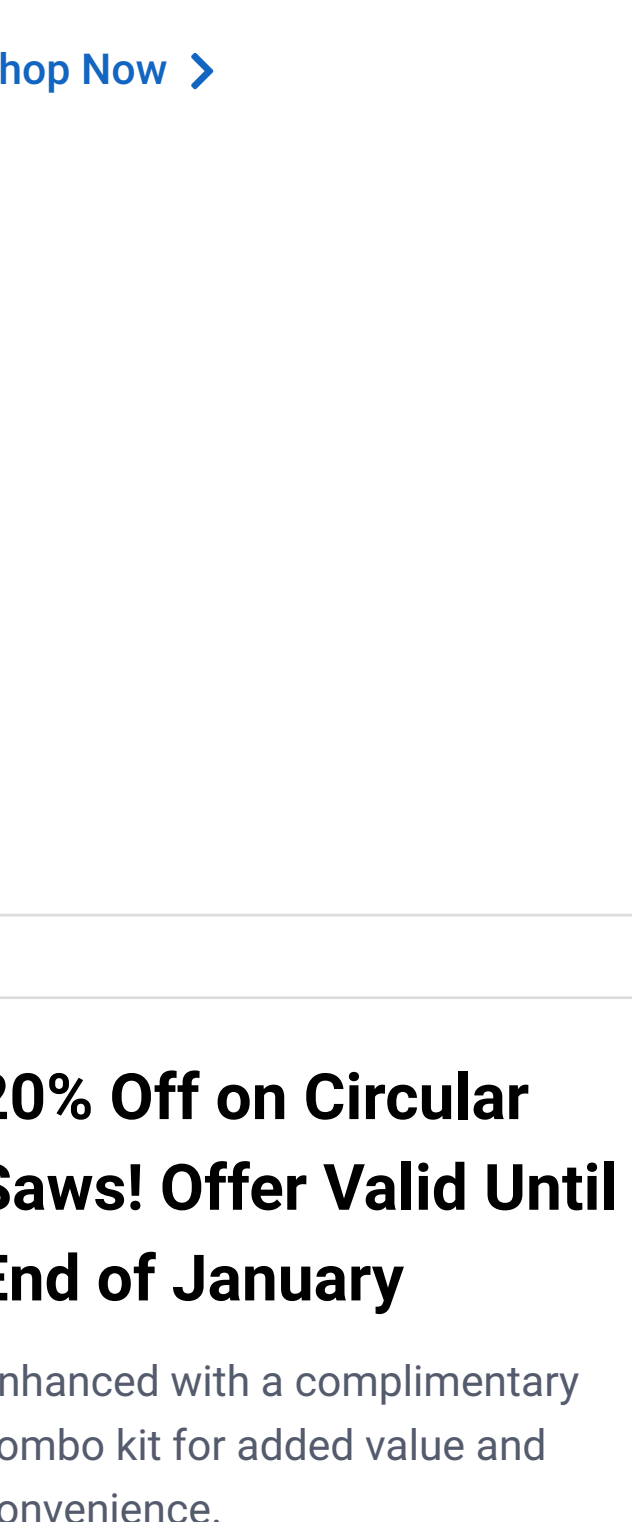 hop Now
20% Off on Circular
Saws! Offer Valid Until
End of January
nhanced with a complimentary
ombo kit for added value and
onvenience.